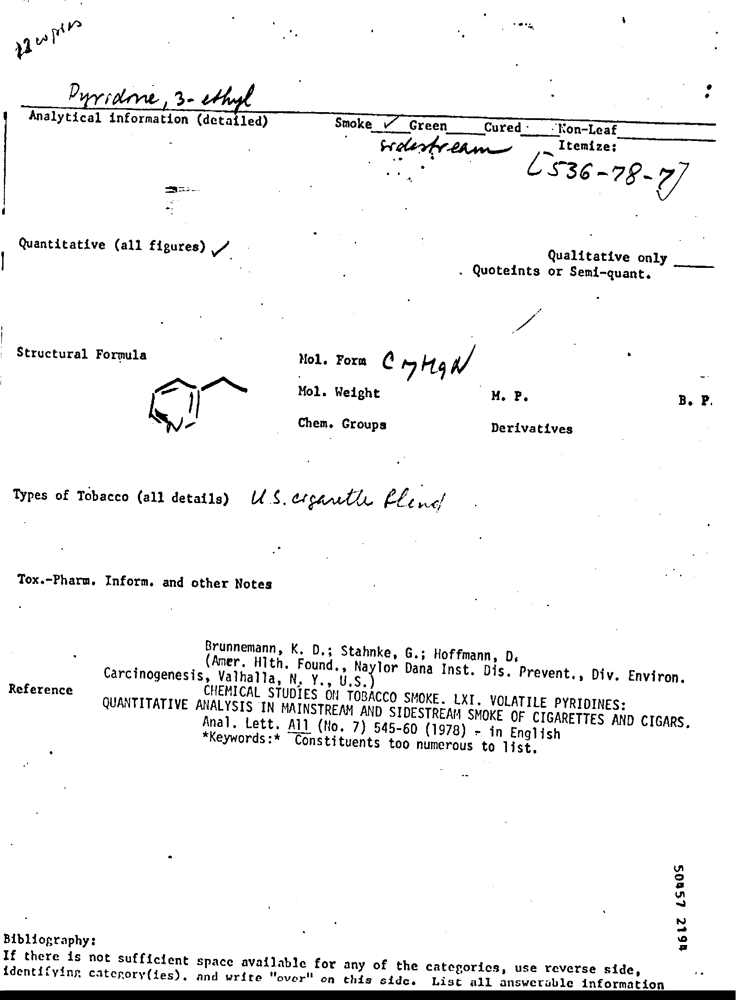 22 copies
Pyridine, 3-ethyl
Analytical information (detailed) Smoke ✓ Green Cured Non-Leaf
sidestream Itemize:
[536-78-7]
Quantitative (all figures) ✓ Qualitative only
Quoteints or Semi-quant.
Structural Formula Mol. Form C7H9N
Mol. Weight M. P. B. P.
N
Chem. Groups Derivatives
Types of Tobacco (all details) U.S. cigarette blend
Tox.-Pharm. Inform. and other Notes
Brunnemann, K. D.; Stahnke, G.; Hoffmann, D.
(Amer. Hlth. Found., Naylor Dana Inst. Dis. Prevent., Div. Environ.
Carcinogenesis, Valhalla, N. Y., U.S.)
Reference CHEMICAL STUDIES ON TOBACCO SMOKE. LXI. VOLATILE PYRIDINES:
QUANTITATIVE ANALYSIS IN MAINSTREAM AND SIDESTREAM SMOKE OF CIGARETTES AND CIGARS.
Anal. Lett. A11 (No. 7) 545-60 (1978) - in English
*Keywords:* Constituents too numerous to list.
50857 2194
Bibliography:
If there is not sufficient space available for any of the categories, use reverse side,
identifying category(ies). and write "over" on this side. List all answerable information